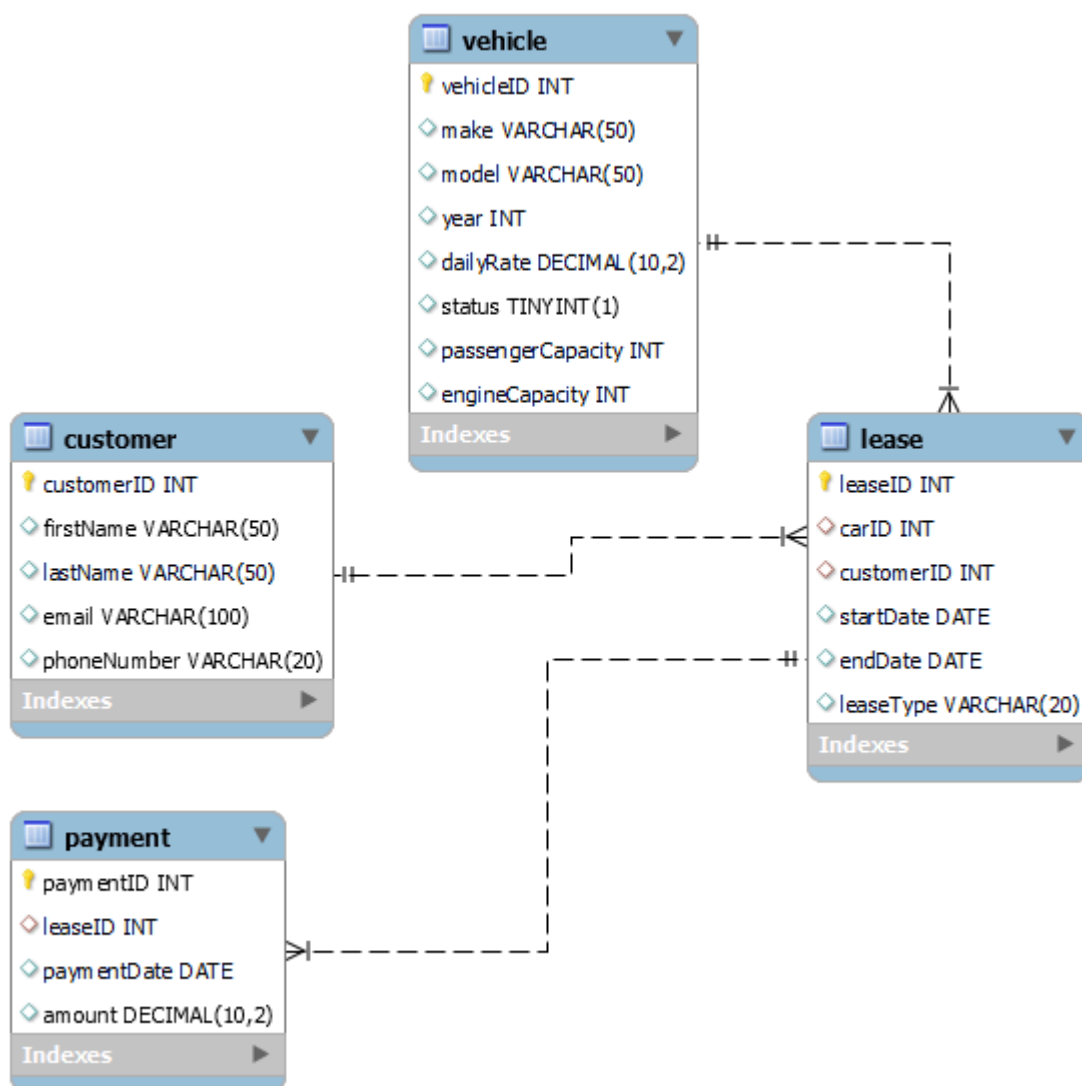 vehicle
vehicleID INT
make VARCHAR(50)
model VARCHAR(50)
year INT
dailyRate DECIMAL(10,2)
status TINYINT(1)
passengerCapacity INT
engineCapacity INT
Indexes
customer
customerID INT
firstName VARCHAR(50)
lastName VARCHAR(50)
email VARCHAR(100)
phoneNumber VARCHAR(20)
Indexes
lease
leaseID INT
carID INT
customerID INT
startDate DATE
endDate DATE
leaseType VARCHAR(20)
Indexes
payment
paymentID INT
leaseID INT
paymentDate DATE
amount DECIMAL(10,2)
Indexes